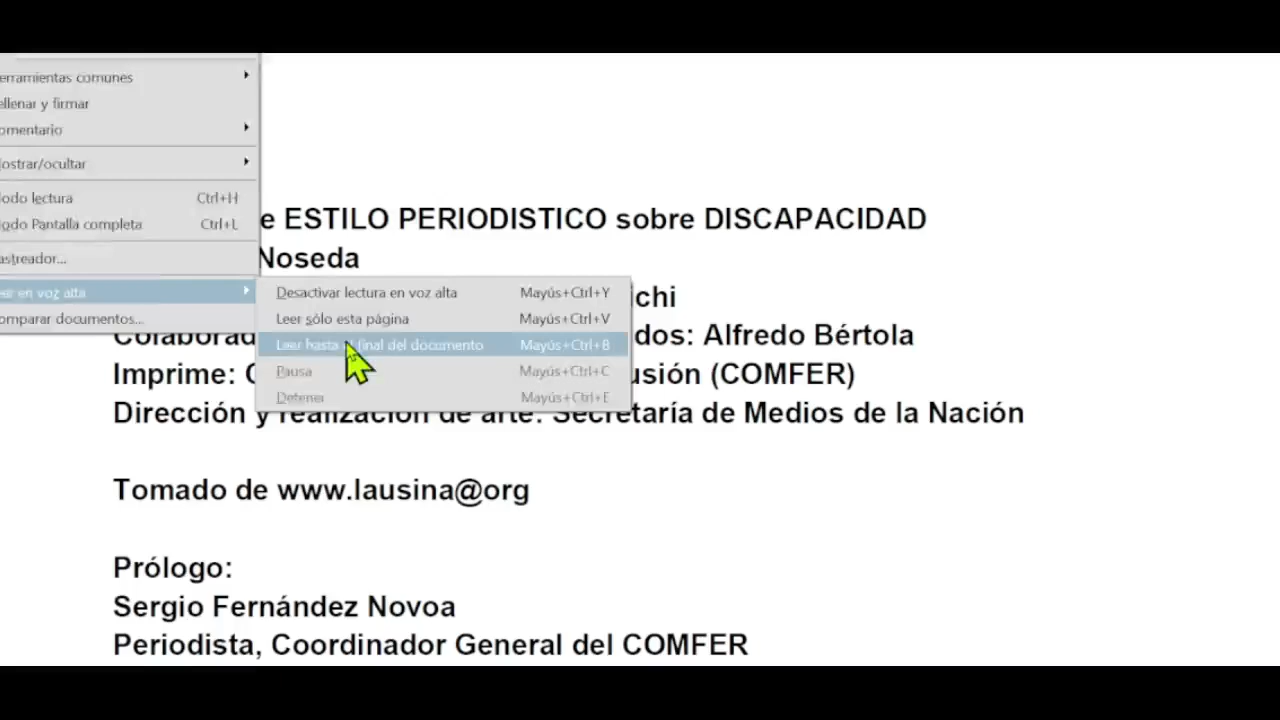 erramientas comunes
ellenar y firmar
omentario
ostrar/ocultar
odo lectura Ctrl+H
odo Pantalla completa Ctrl+L
astreador...
eer en voz alta
omparar documentos...
Desactivar lectura en voz alta Mayús+Ctrl+Y
Leer sólo esta página Mayús+Ctrl+V
Leer hasta el final del documento Mayús+Ctrl+B
Pausa Mayús+Ctrl+C
Detener Mayús+Ctrl+E
e ESTILO PERIODISTICO sobre DISCAPACIDAD
Noseda
ichi
Colaborad dos: Alfredo Bértola
Imprime: C usión (COMFER)
Dirección y realización de arte: Secretaría de Medios de la Nación
Tomado de www.lausina@org
Prólogo:
Sergio Fernández Novoa
Periodista, Coordinador General del COMFER